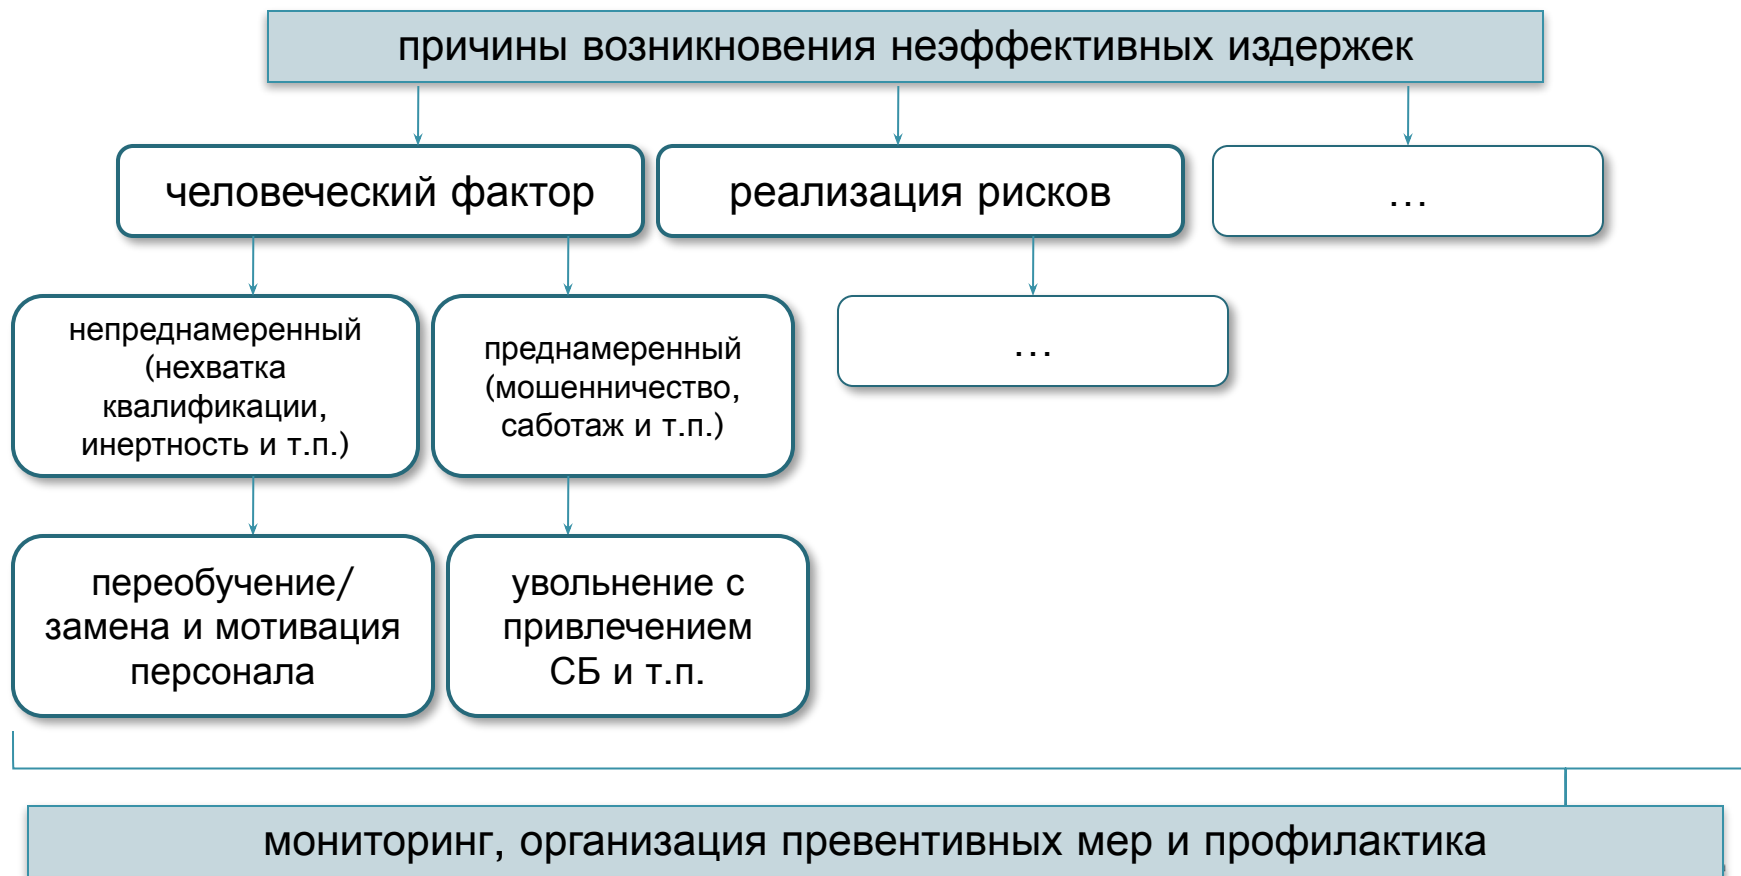 причины возникновения неэффективных издержек
человеческий фактор
реализация рисков
...
непреднамеренный
(нехватка
квалификации,
инертность и т.п.)
преднамеренный
(мошенничество,
саботаж и т.п.)
...
переобучение/
замена и мотивация
персонала
увольнение с
привлечением
СБ и т.п.
мониторинг, организация превентивных мер и профилактика